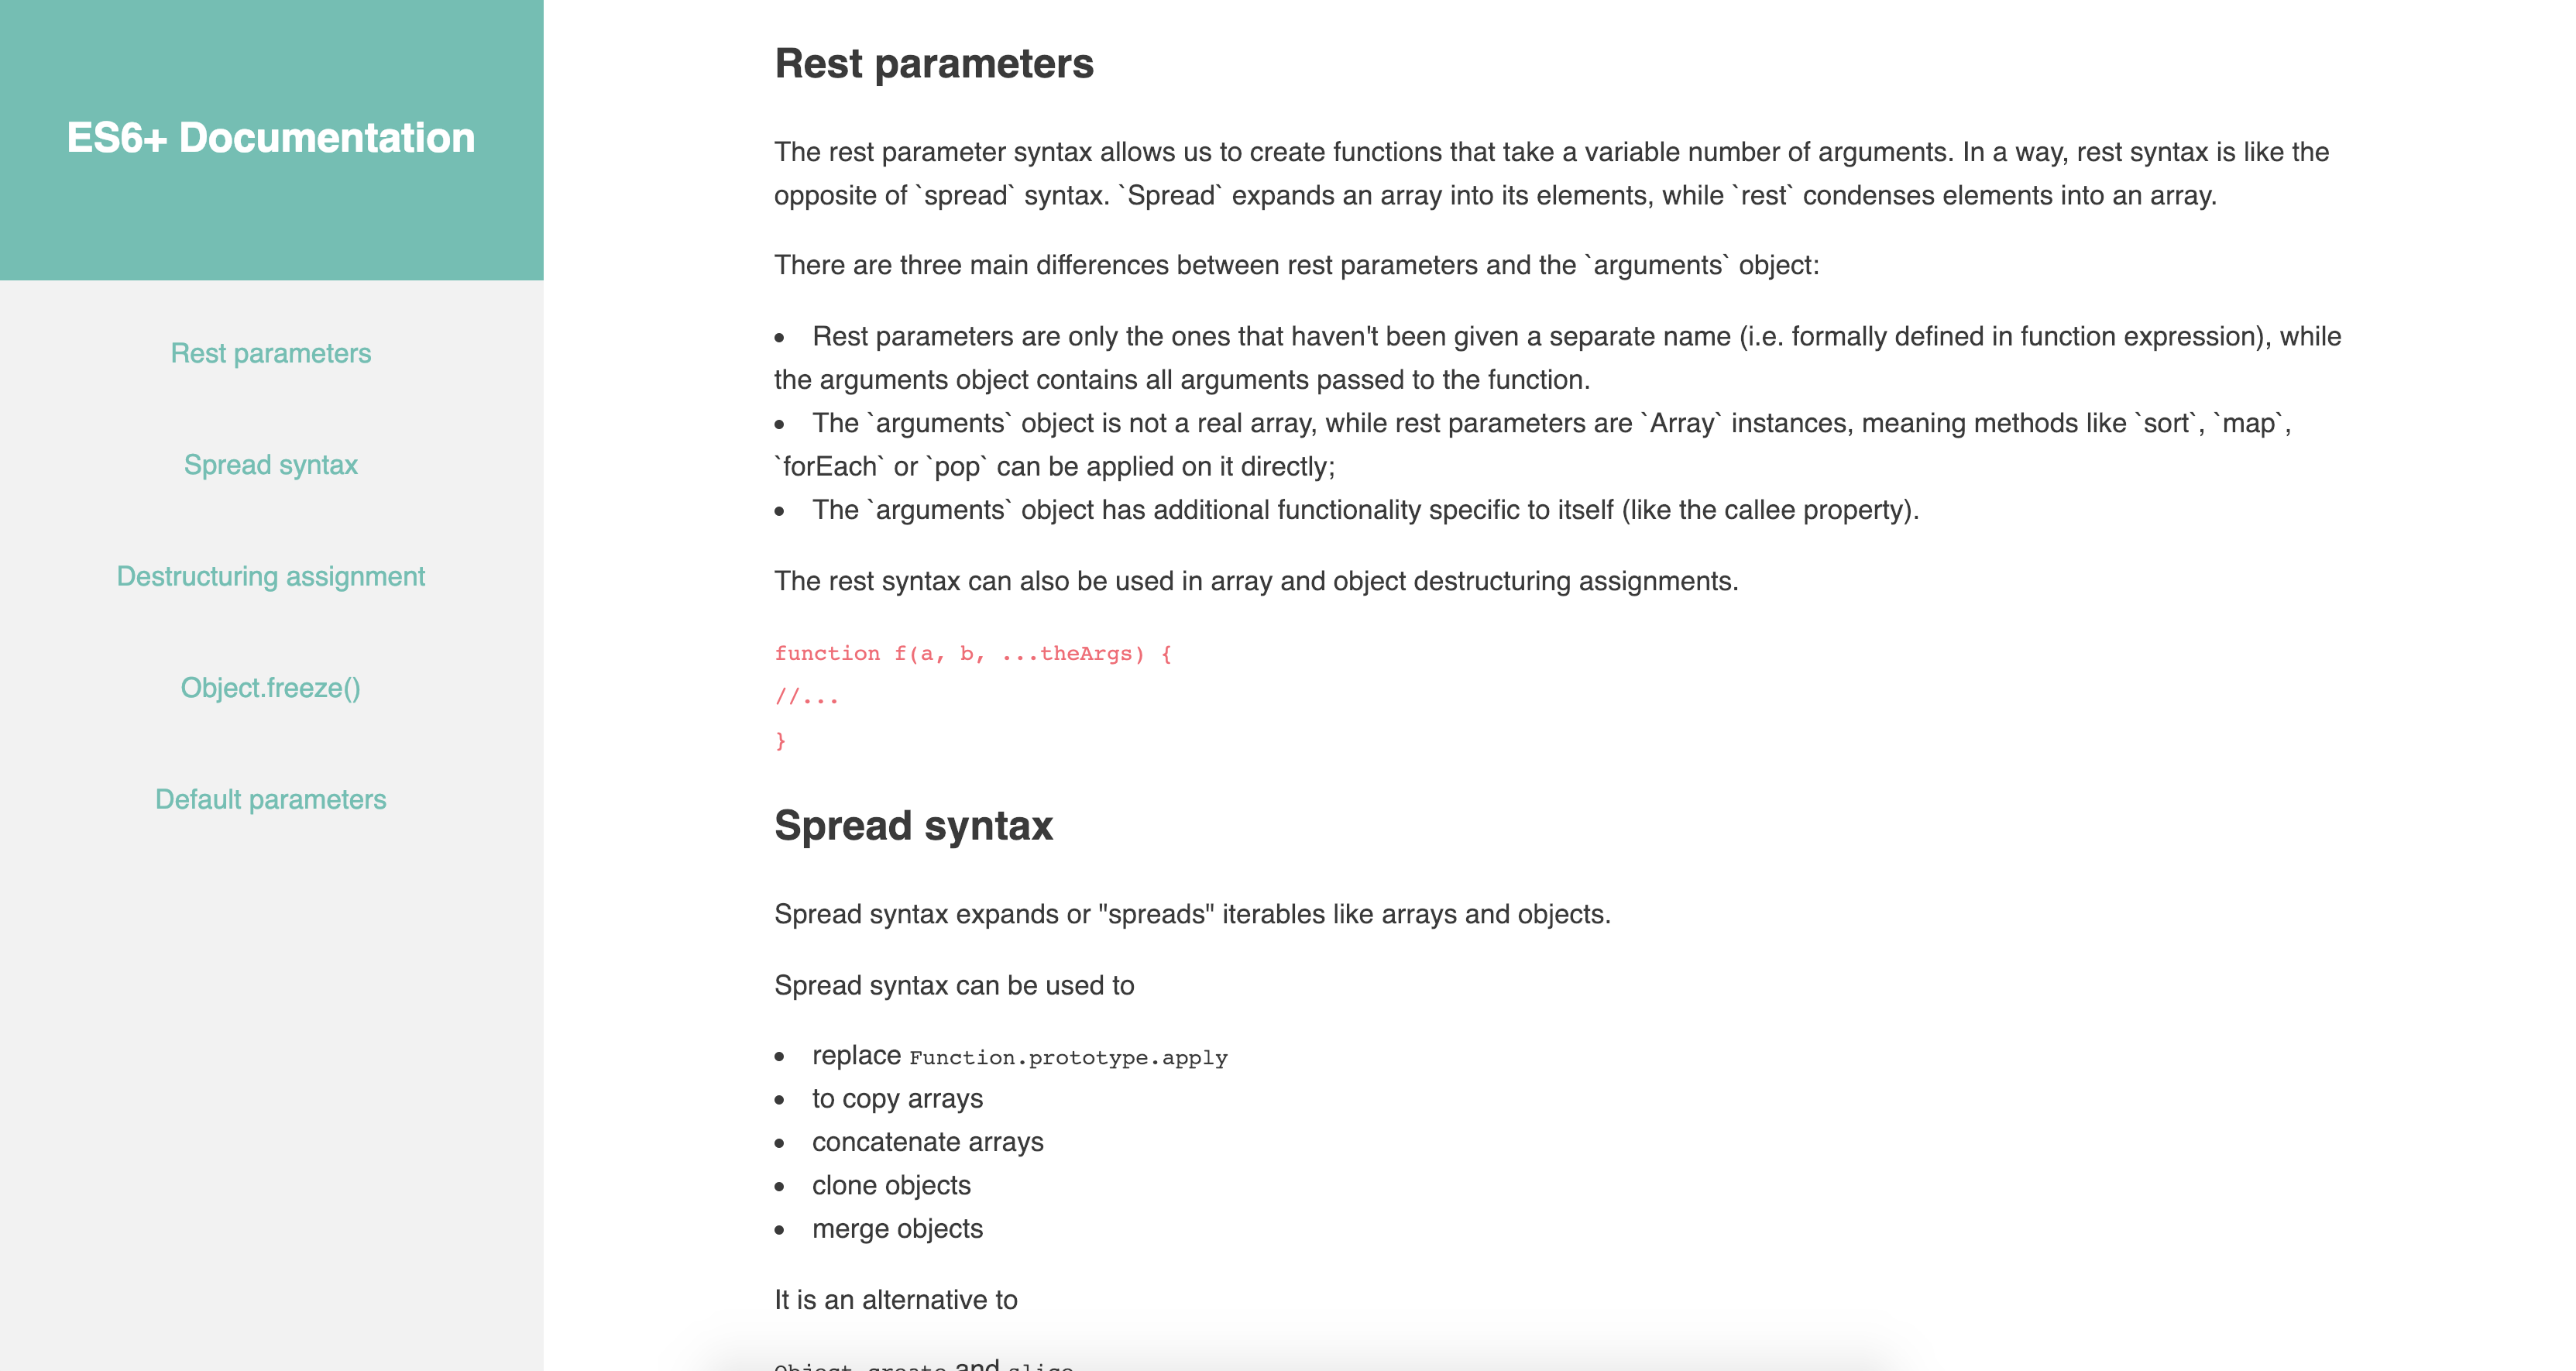 ES6+ Documentation
Rest parameters
Spread syntax
Destructuring assignment
Object.freeze()
Default parameters
Rest parameters
The rest parameter syntax allows us to create functions that take a variable number of arguments. In a way, rest syntax is like the
opposite of `spread` syntax. `Spread` expands an array into its elements, while `rest` condenses elements into an array.
There are three main differences between rest parameters and the `arguments` object:
• Rest parameters are only the ones that haven't been given a separate name (i.e. formally defined in function expression), while
the arguments object contains all arguments passed to the function.
• The `arguments` object is not a real array, while rest parameters are `Array` instances, meaning methods like `sort`, `map`,
`forEach` or `pop` can be applied on it directly;
• The `arguments` object has additional functionality specific to itself (like the callee property).
The rest syntax can also be used in array and object destructuring assignments.
function f(a, b, ...theArgs) {
//...
}
Spread syntax
Spread syntax expands or "spreads" iterables like arrays and objects.
Spread syntax can be used to
• replace Function.prototype.apply
• to copy arrays
• concatenate arrays
• clone objects
• merge objects
It is an alternative to
Object.create and slice